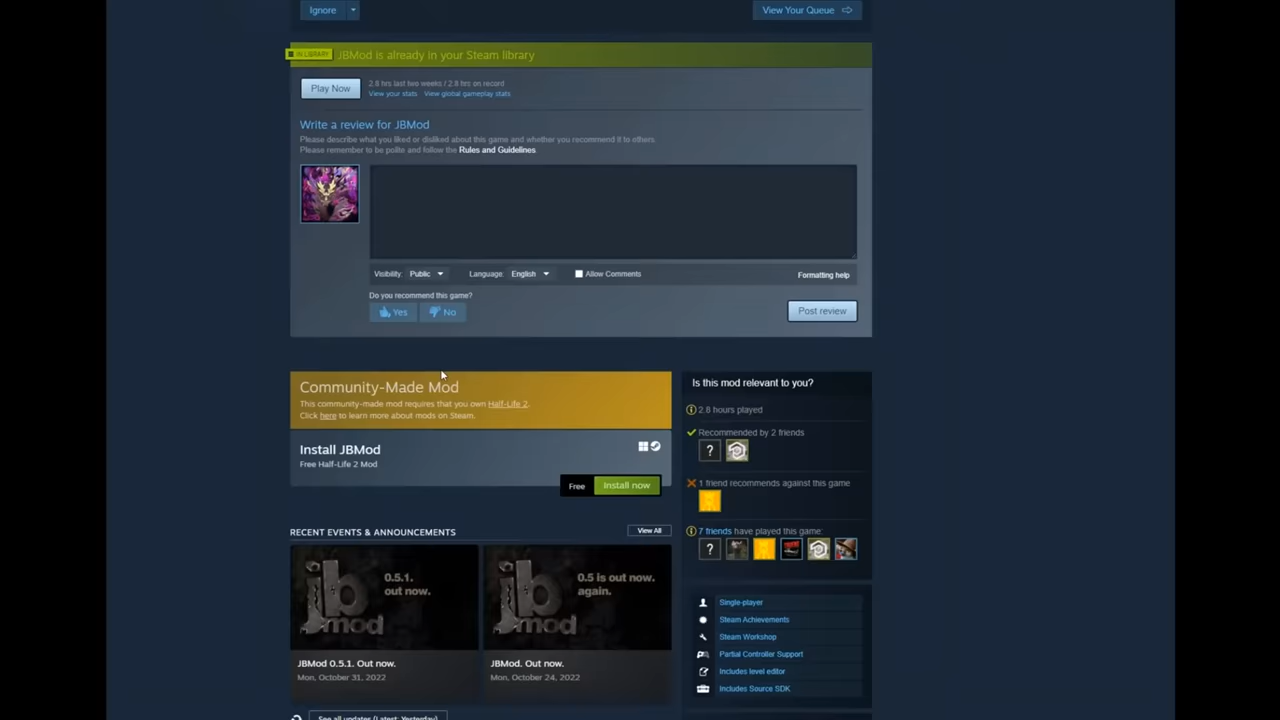 Ignore
View Your Queue
IN LIBRARY
JBMod is already in your Steam library
Play Now
2.8 hrs last two weeks / 2.8 hrs on record
View your stats View global gameplay stats
Write a review for JBMod
Please describe what you liked or disliked about this game and whether you recommend it to others.
Please remember to be polite and follow the Rules and Guidelines.
Visibility: Public Language: English Allow Comments Formatting help
Do you recommend this game?
Yes No
Post review
Community-Made Mod
This community-made mod requires that you own Half-Life 2.
Click here to learn more about mods on Steam.
Install JBMod
Free Half-Life 2 Mod
Free Install now
Is this mod relevant to you?
2.8 hours played
Recommended by 2 friends
?
1 friend recommends against this game
7 friends have played this game:
?
RECENT EVENTS & ANNOUNCEMENTS View All
jb mod
0.5.1.
out now.
JBMod 0.5.1. Out now.
Mon, October 31, 2022
jb mod
0.5 is out now.
again.
JBMod. Out now.
Mon, October 24, 2022
See all updates (Latest: Yesterday)
Single-player
Steam Achievements
Steam Workshop
Partial Controller Support
Includes level editor
Includes Source SDK